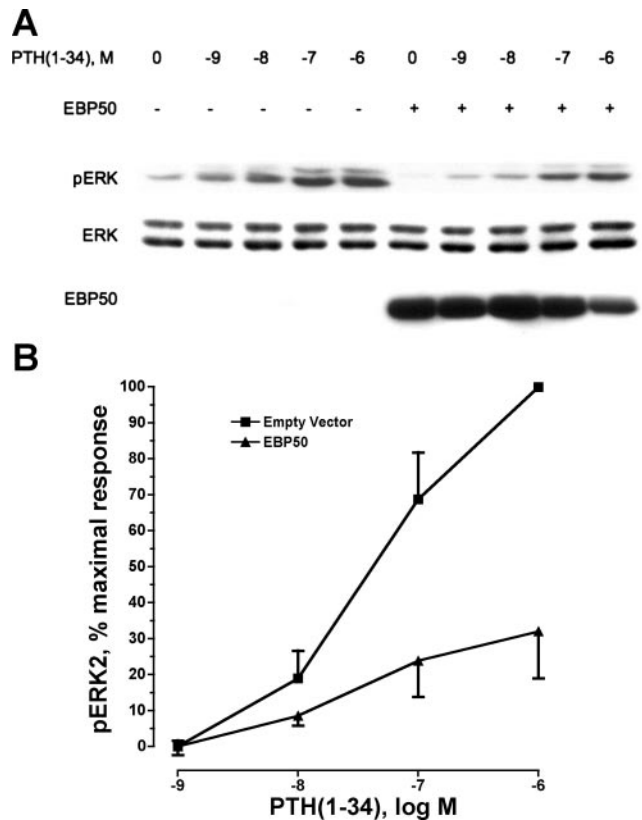 A
PTH(1-34), M 0 -9 -8 -7 -6 0 -9 -8 -7 -6
EBP50 - - - - - + + + + +
pERK
ERK
EBP50
B
100
90
80
70
60
50
40
30
20
10
0
pERK2, % maximal response
Empty Vector
EBP50
-9 -8 -7 -6
PTH(1-34), log M